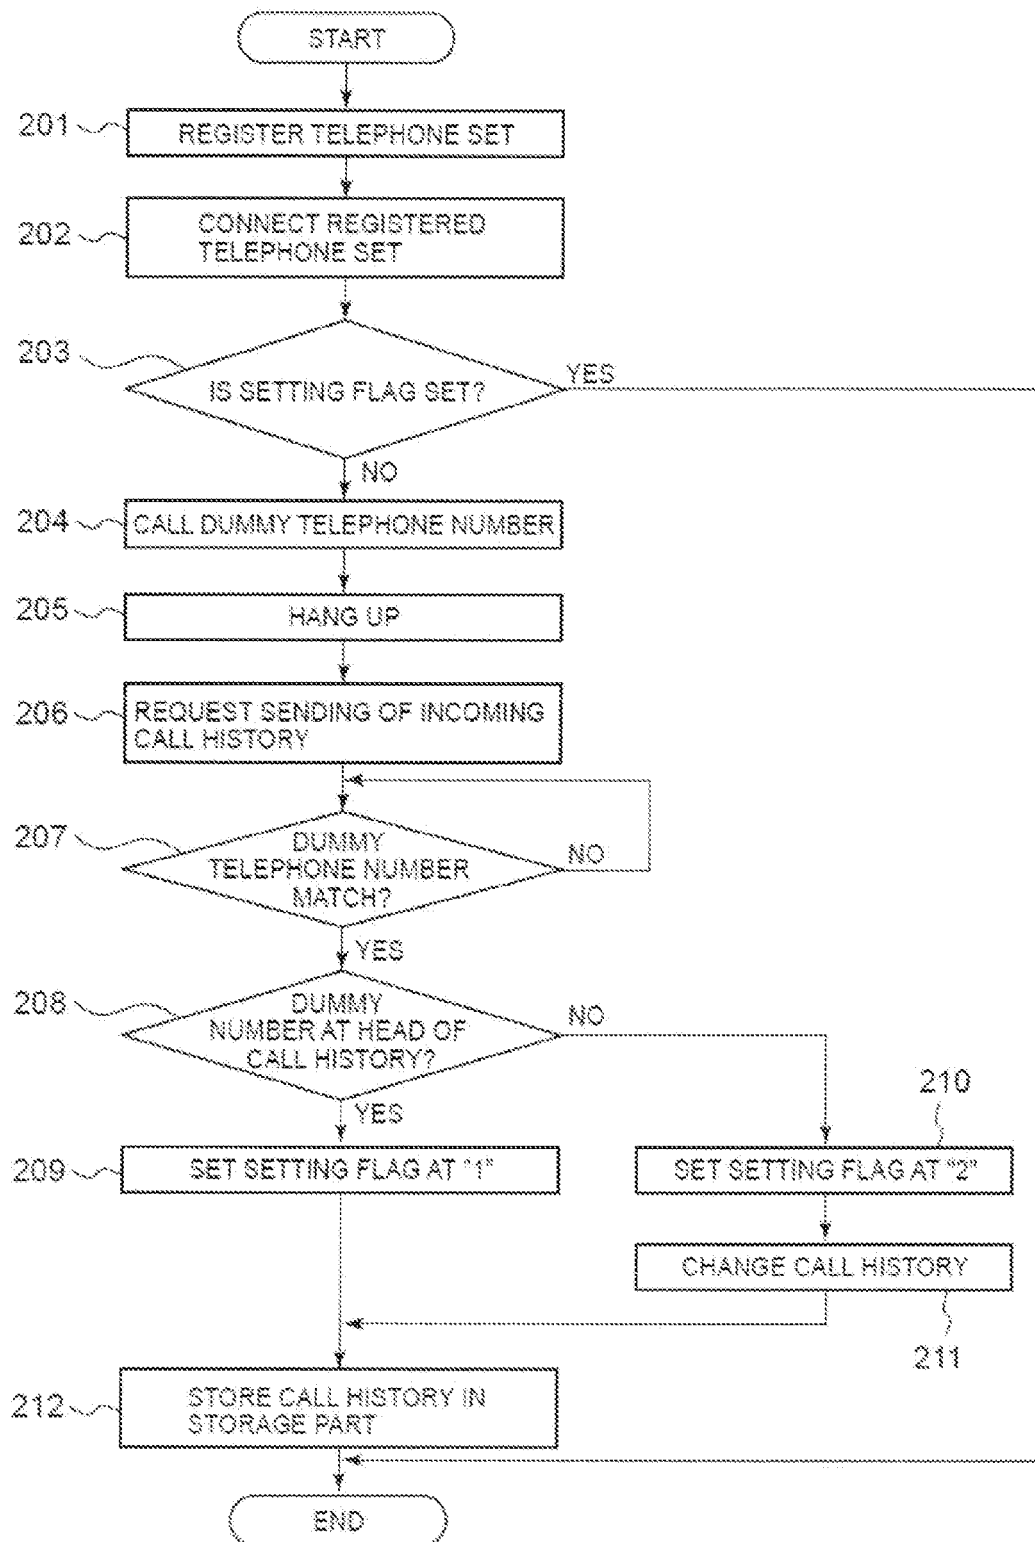 START
201
REGISTER TELEPHONE SET
202
CONNECT REGISTERED
TELEPHONE SET
203
IS SETTING FLAG SET?
YES
NO
204
CALL DUMMY TELEPHONE NUMBER
205
HANG UP
206
REQUEST SENDING OF INCOMING
CALL HISTORY
207
DUMMY
TELEPHONE NUMBER
MATCH?
NO
YES
208
DUMMY
NUMBER AT HEAD OF
CALL HISTORY?
NO
YES
210
209
SET SETTING FLAG AT "1"
SET SETTING FLAG AT "2"
CHANGE CALL HISTORY
211
212
STORE CALL HISTORY IN
STORAGE PART
END